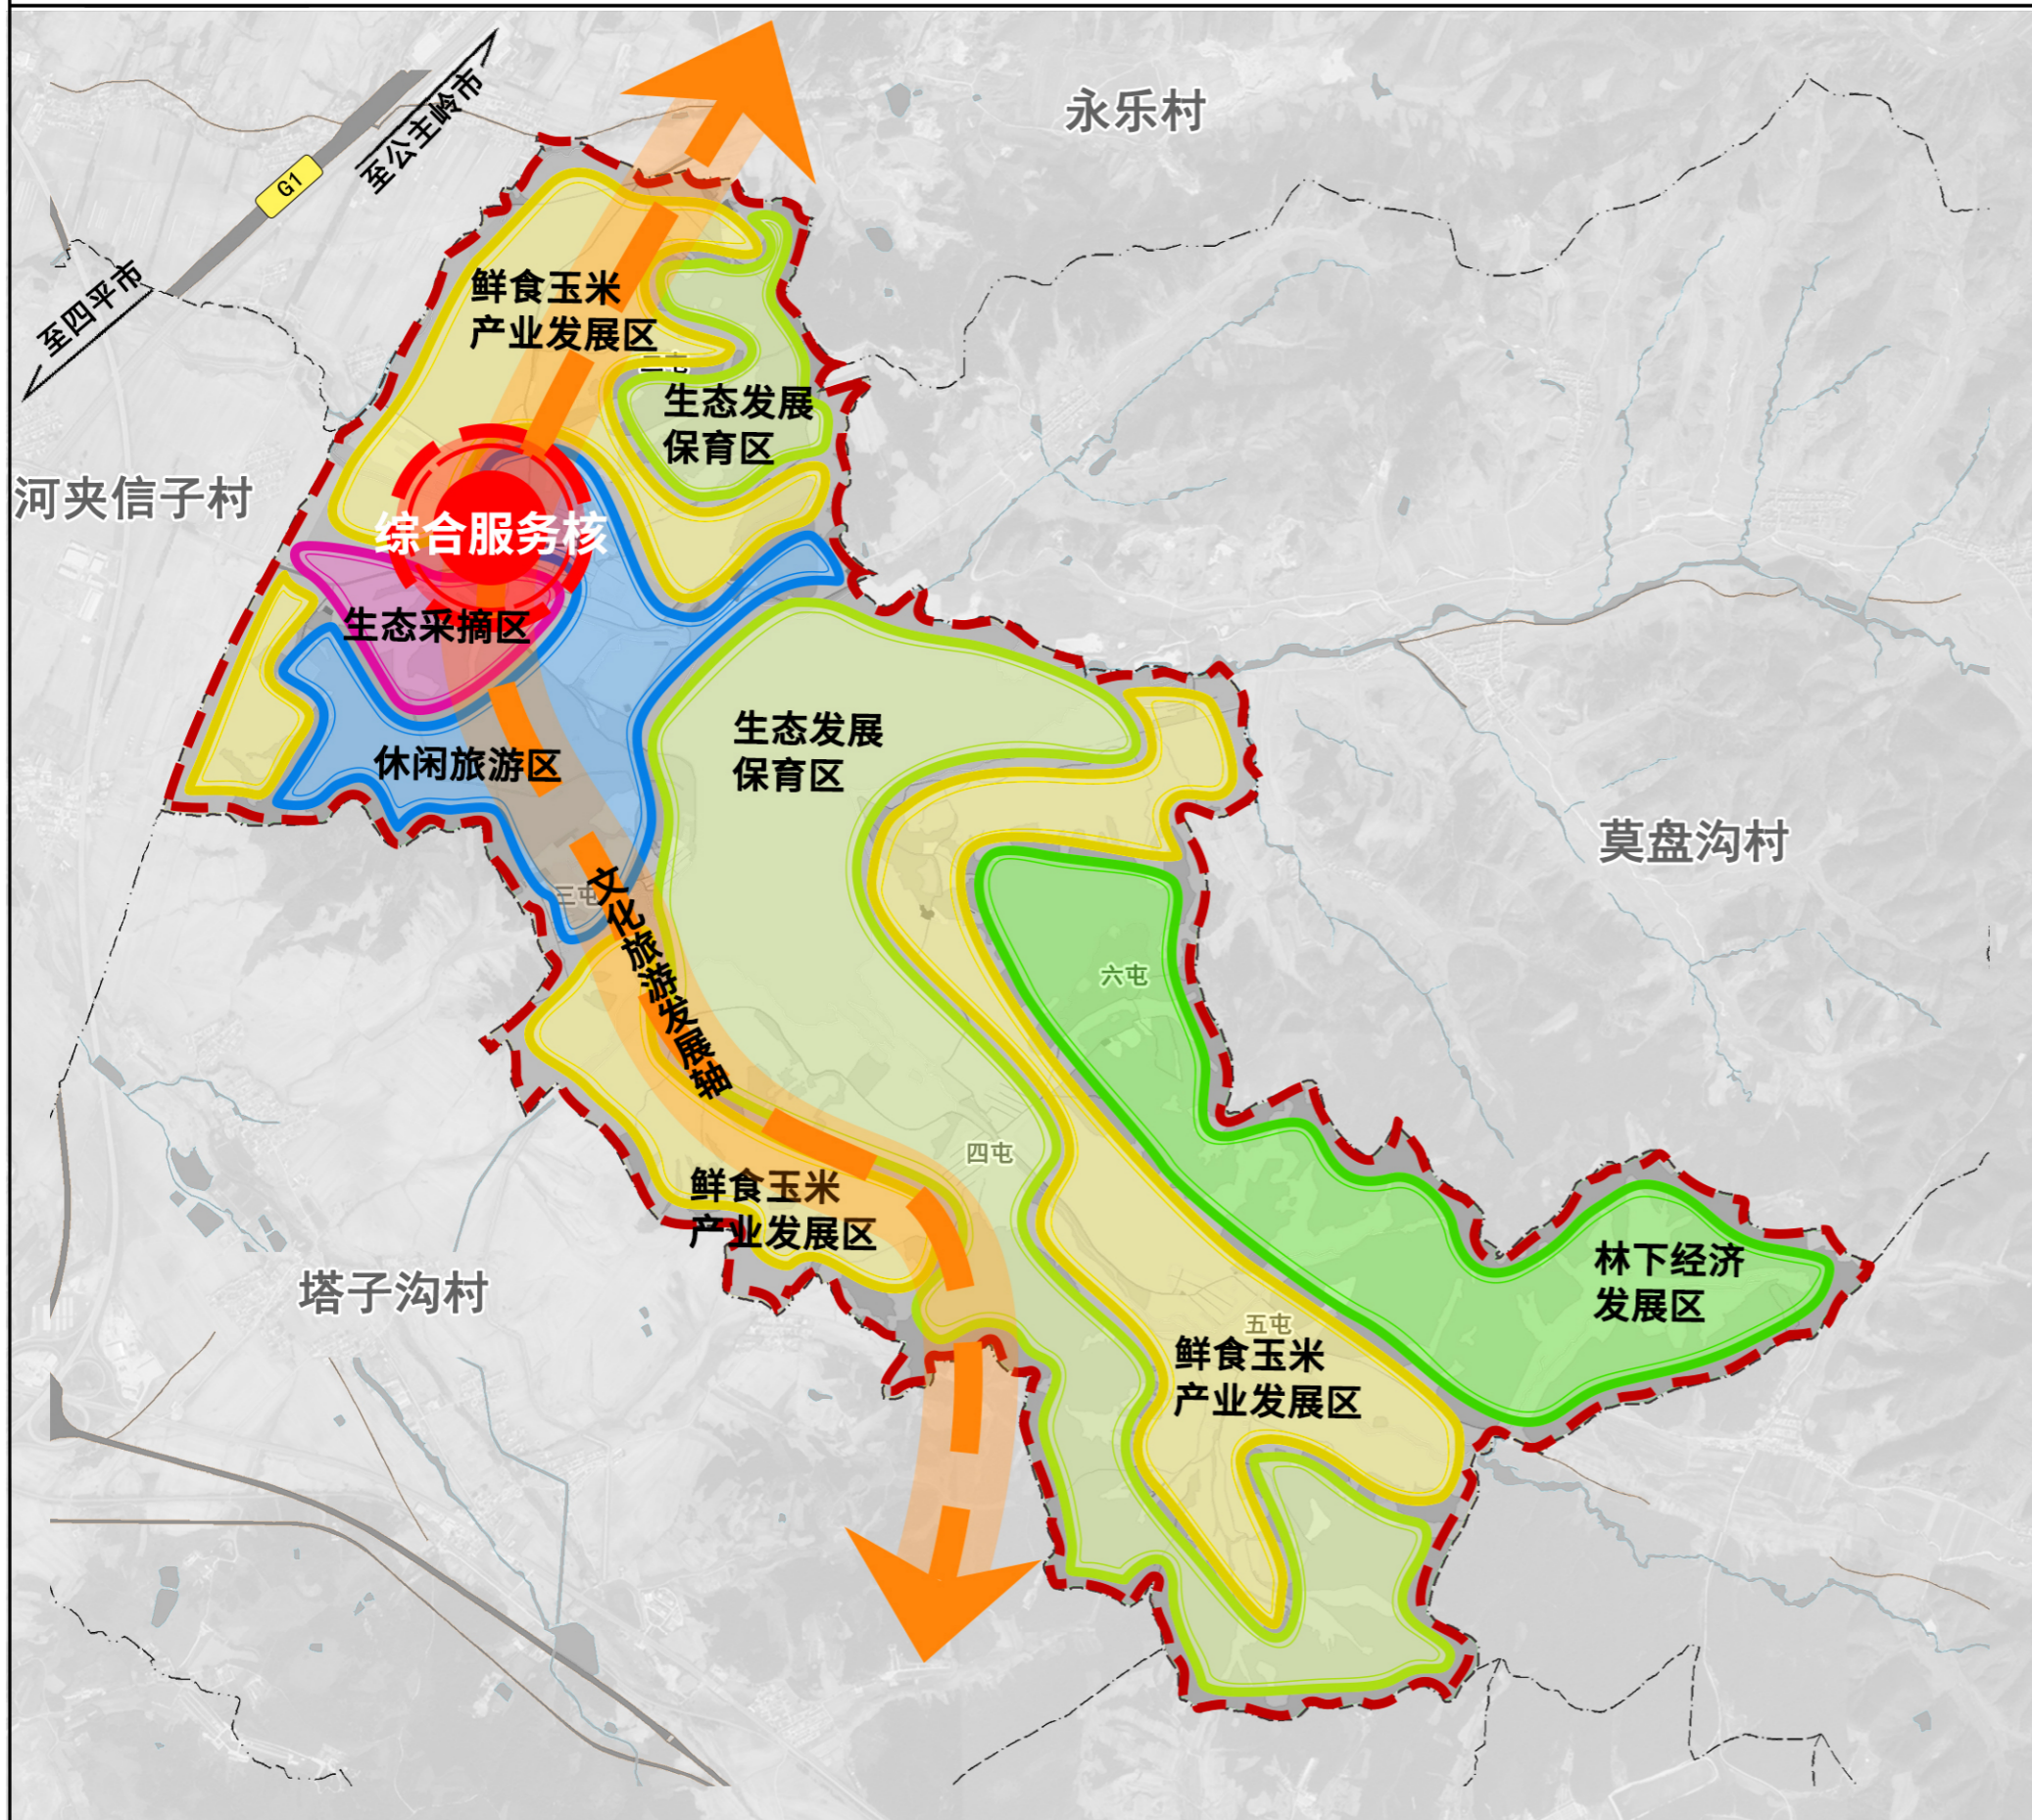 永乐村
至公主岭市
G1
至四平市
鲜食玉米
产业发展区
二屯
生态发展
保育区
河夹信子村
综合服务核
生态采摘区
休闲旅游区
生态发展
保育区
莫盘沟村
三屯
文化旅游发展轴
六屯
四屯
鲜食玉米
产业发展区
塔子沟村
林下经济
发展区
五屯
鲜食玉米
产业发展区